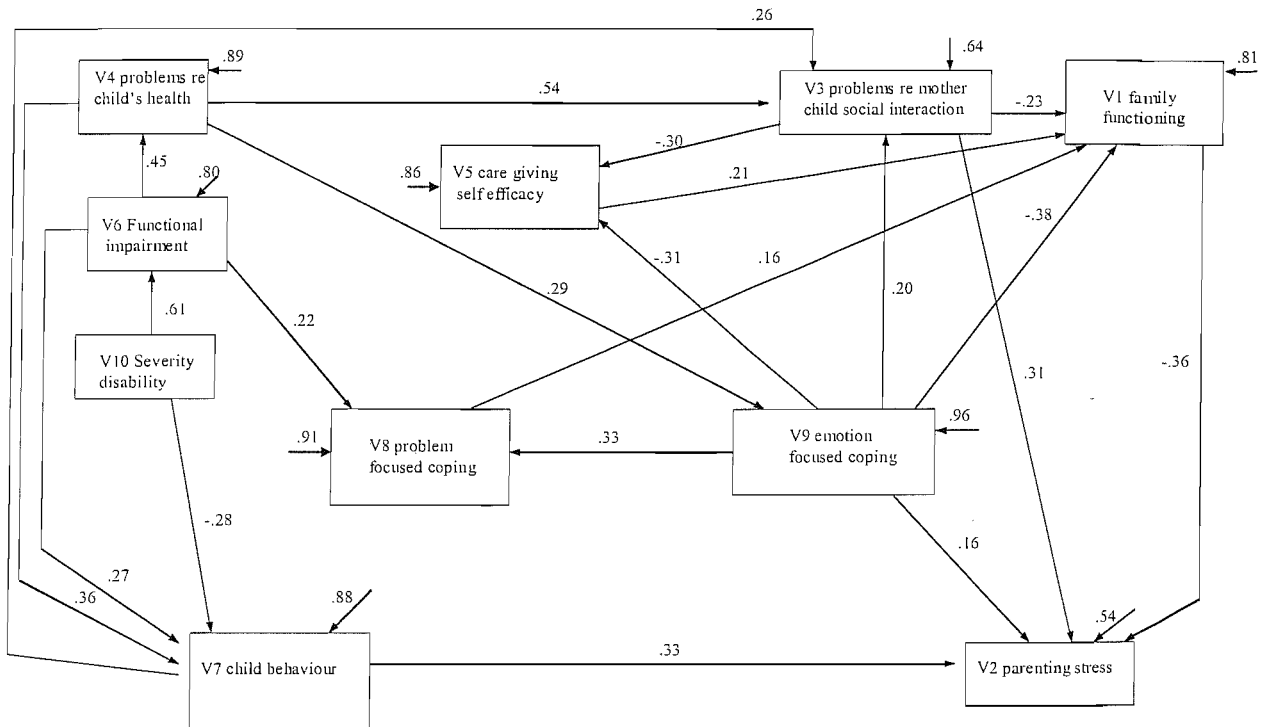 .26
.89
V4 problems re
child's health
.54
.64
V3 problems re mother
child social interaction
-.23
.81
V1 family
functioning
-.30
.86
V5 care giving
self efficacy
.21
.45
.80
V6 Functional
impairment
-.38
-.31
.16
.20
.29
.61
.22
V10 Severity
disability
.31
-.36
.91
V8 problem
focused coping
.33
V9 emotion
focused coping
.96
-.28
.16
.27
.36
.88
.54
V7 child behaviour
.33
V2 parenting stress